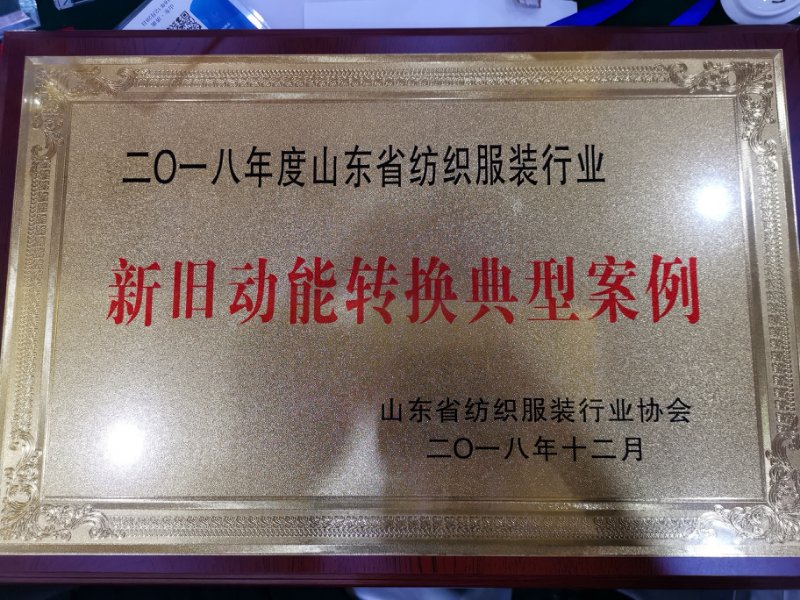 二〇一八年度山东省纺织服装行业
新旧动能转换典型案例
山东省纺织服装行业协会
二〇一八年十二月